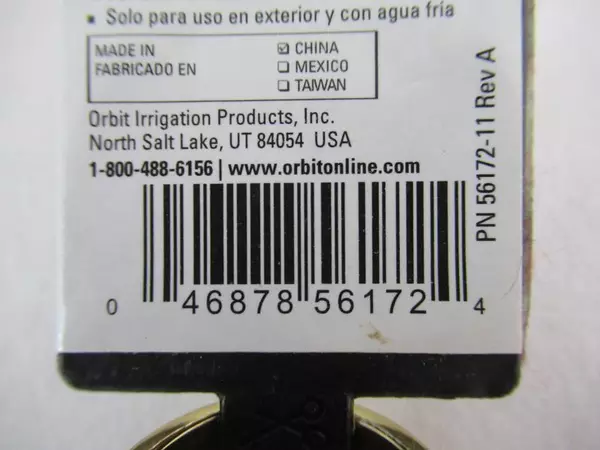 ▪ Solo para uso en exterior y con agua fría
MADE IN
FABRICADO EN
☑ CHINA
☐ MEXICO
☐ TAIWAN
Orbit Irrigation Products, Inc.
North Salt Lake, UT 84054 USA
1-800-488-6156 | www.orbitonline.com
PN 56172-11 Rev A
0 46878 56172 4